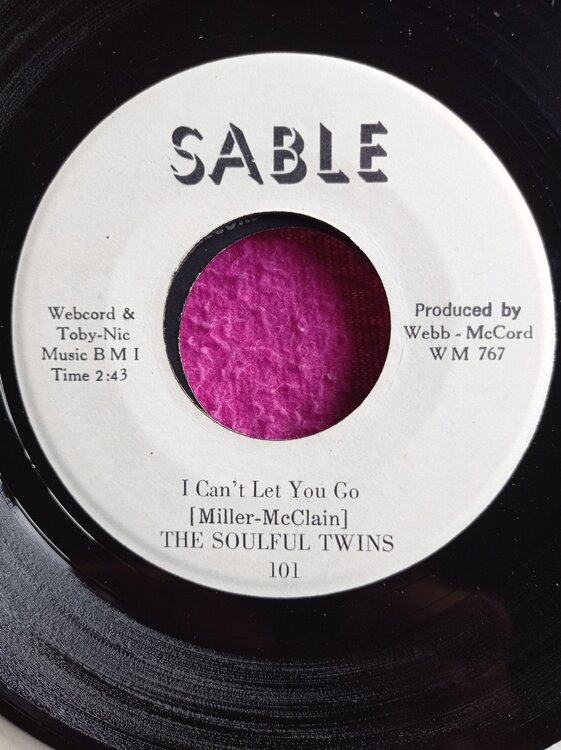 SABLE
Webcord &
Toby-Nic
Music B M I
Time 2:43
Produced by
Webb - McCord
W M 767
I Can't Let You Go
[Miller-McClain]
THE SOULFUL TWINS
101